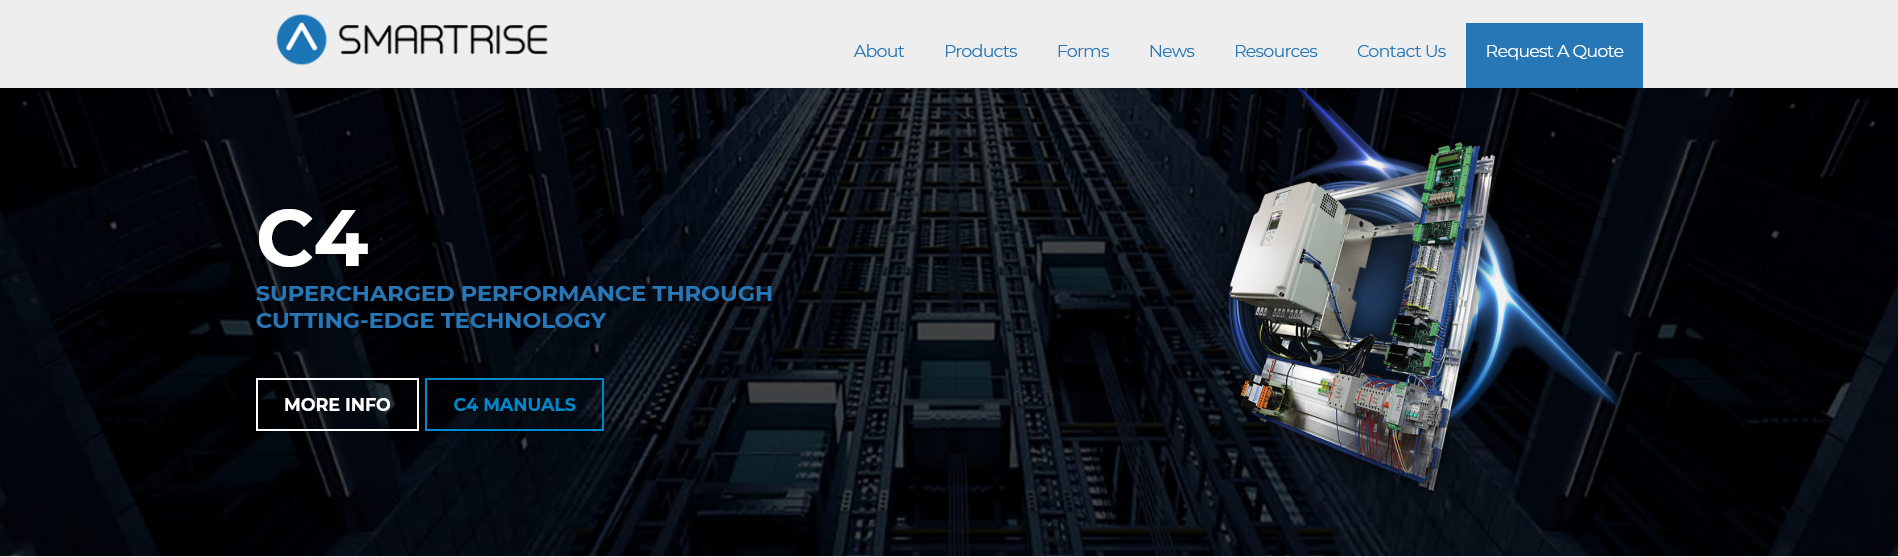 SMARTRISE
About
Products
Forms
News
Resources
Contact Us
Request A Quote
C4
SUPERCHARGED PERFORMANCE THROUGH
CUTTING-EDGE TECHNOLOGY
MORE INFO
C4 MANUALS